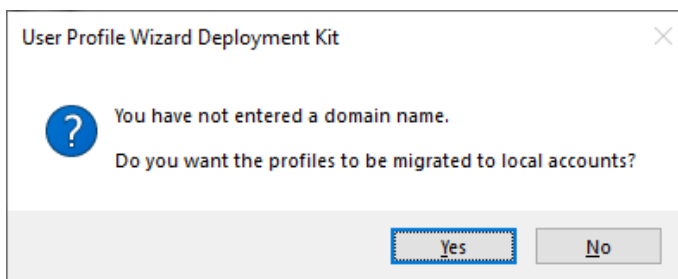 User Profile Wizard Deployment Kit
You have not entered a domain name.
Do you want the profiles to be migrated to local accounts?
Yes
No